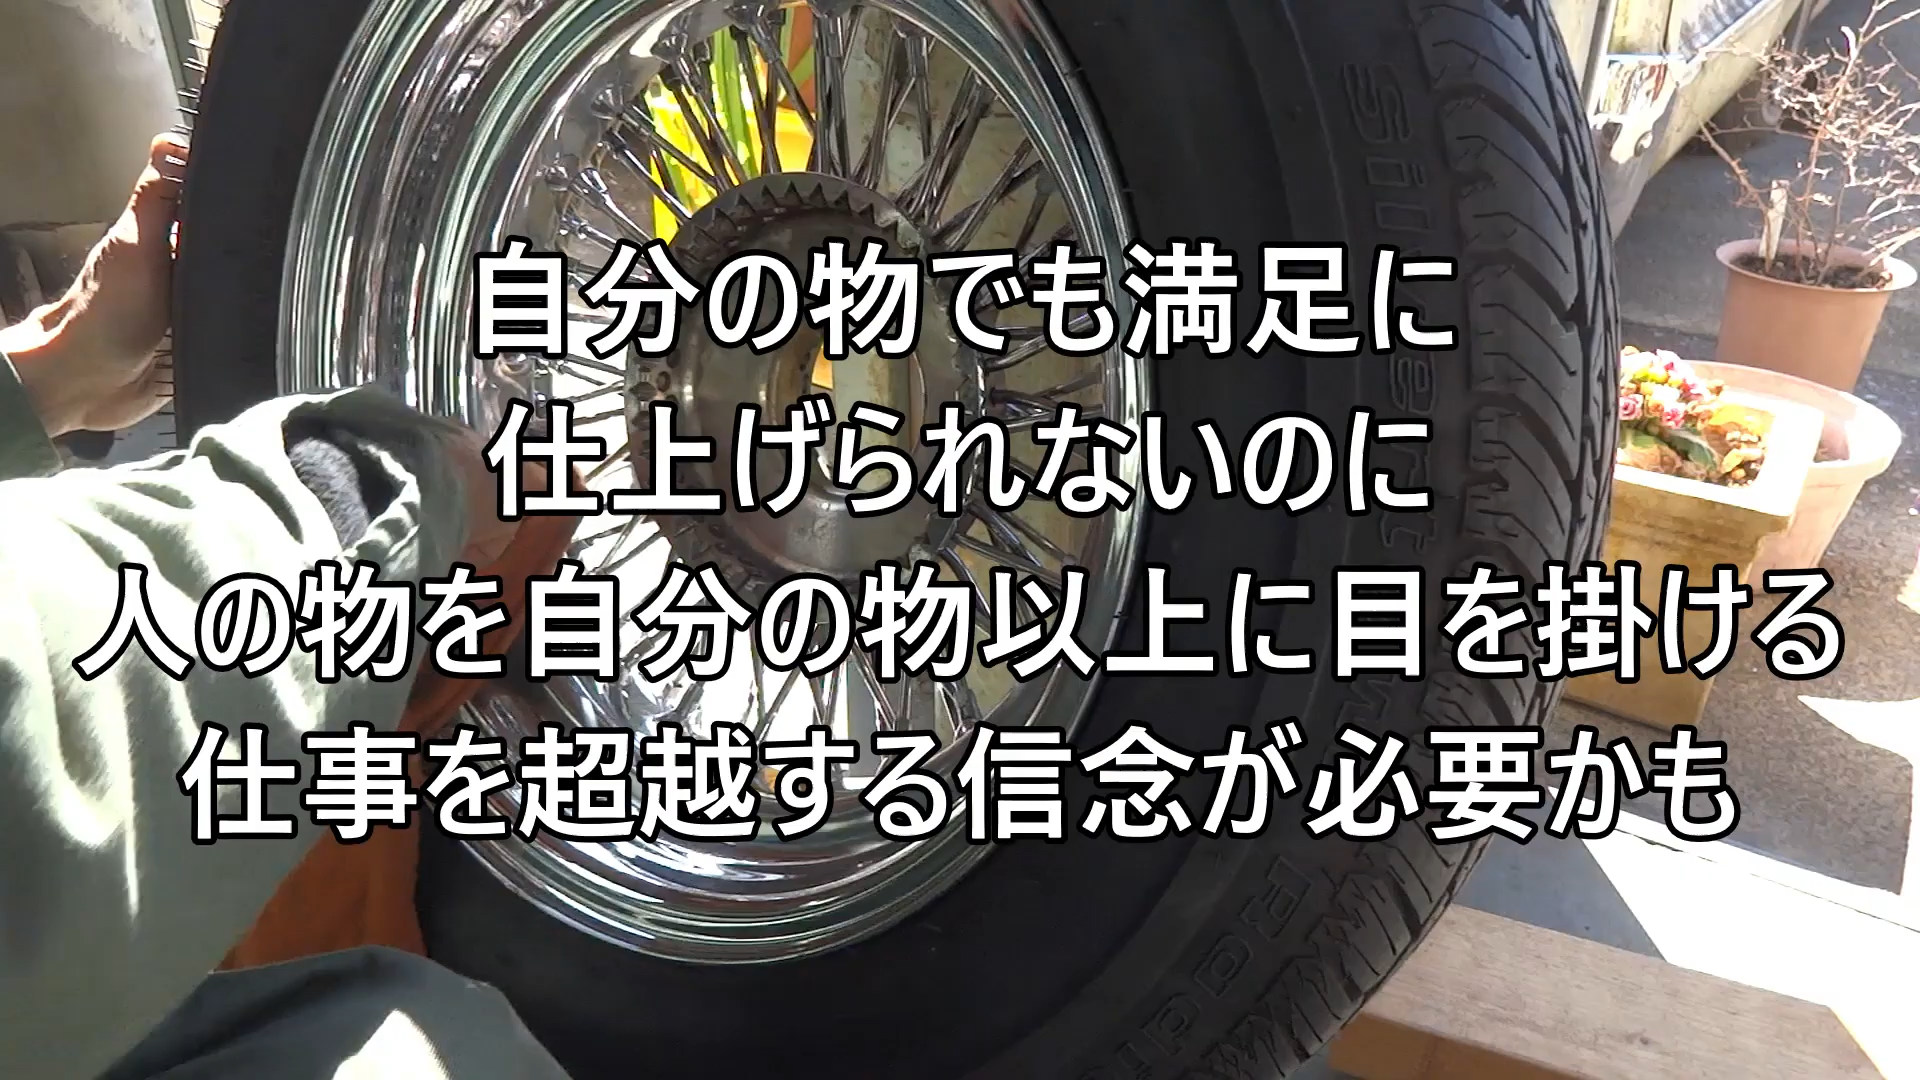 自分の物でも満足に
仕上げられないのに
人の物を自分の物以上に目を掛ける
仕事を超越する信念が必要かも